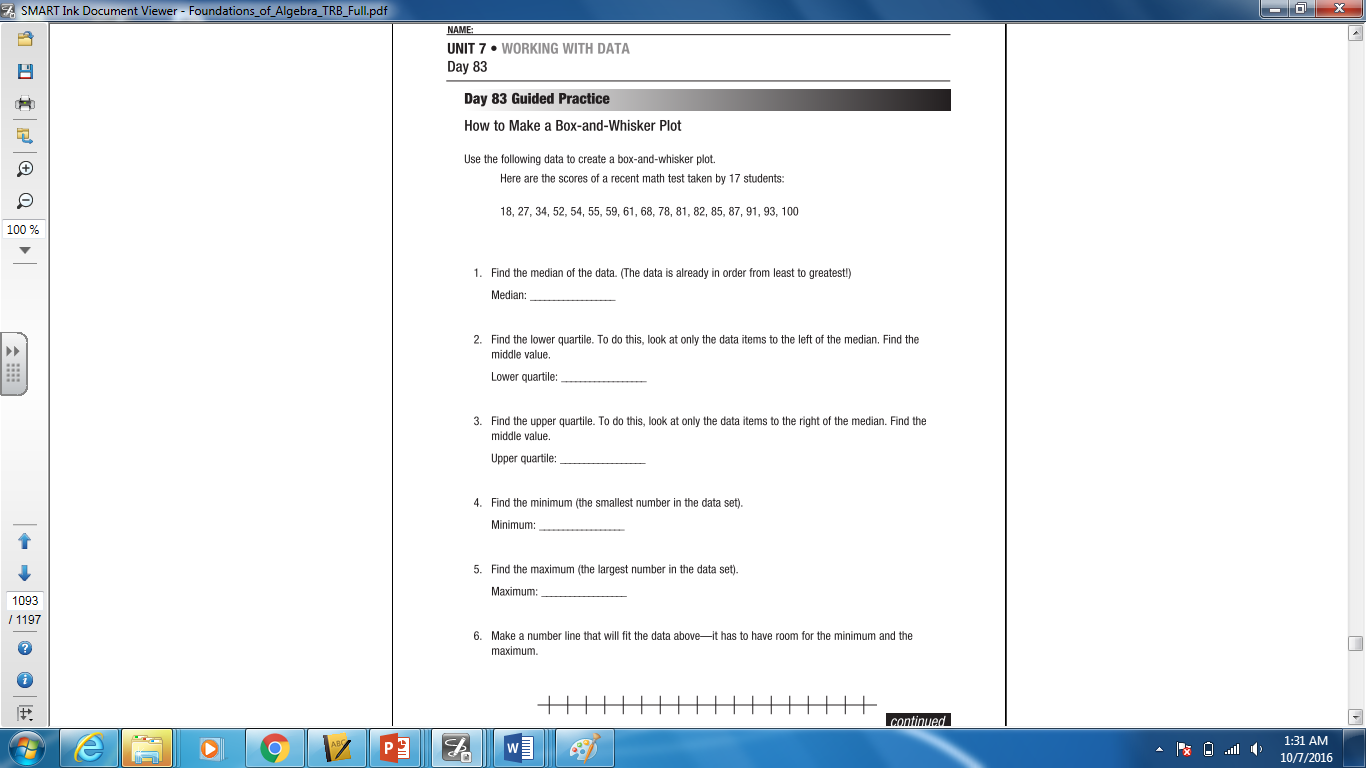 SMART Ink Document Viewer - Foundations_of_Algebra_TRB_Full.pdf
NAME:
UNIT 7 • WORKING WITH DATA
Day 83
Day 83 Guided Practice
How to Make a Box-and-Whisker Plot
Use the following data to create a box-and-whisker plot.
Here are the scores of a recent math test taken by 17 students:
18, 27, 34, 52, 54, 55, 59, 61, 68, 78, 81, 82, 85, 87, 91, 93, 100
100 %
1. Find the median of the data. (The data is already in order from least to greatest!)
Median: _________________
2. Find the lower quartile. To do this, look at only the data items to the left of the median. Find the
middle value.
Lower quartile: _________________
3. Find the upper quartile. To do this, look at only the data items to the right of the median. Find the
middle value.
Upper quartile: _________________
4. Find the minimum (the smallest number in the data set).
Minimum: _________________
5. Find the maximum (the largest number in the data set).
Maximum: _________________
1093
/ 1197
6. Make a number line that will fit the data above—it has to have room for the minimum and the
maximum.
continued
ABC
1:31 AM
10/7/2016